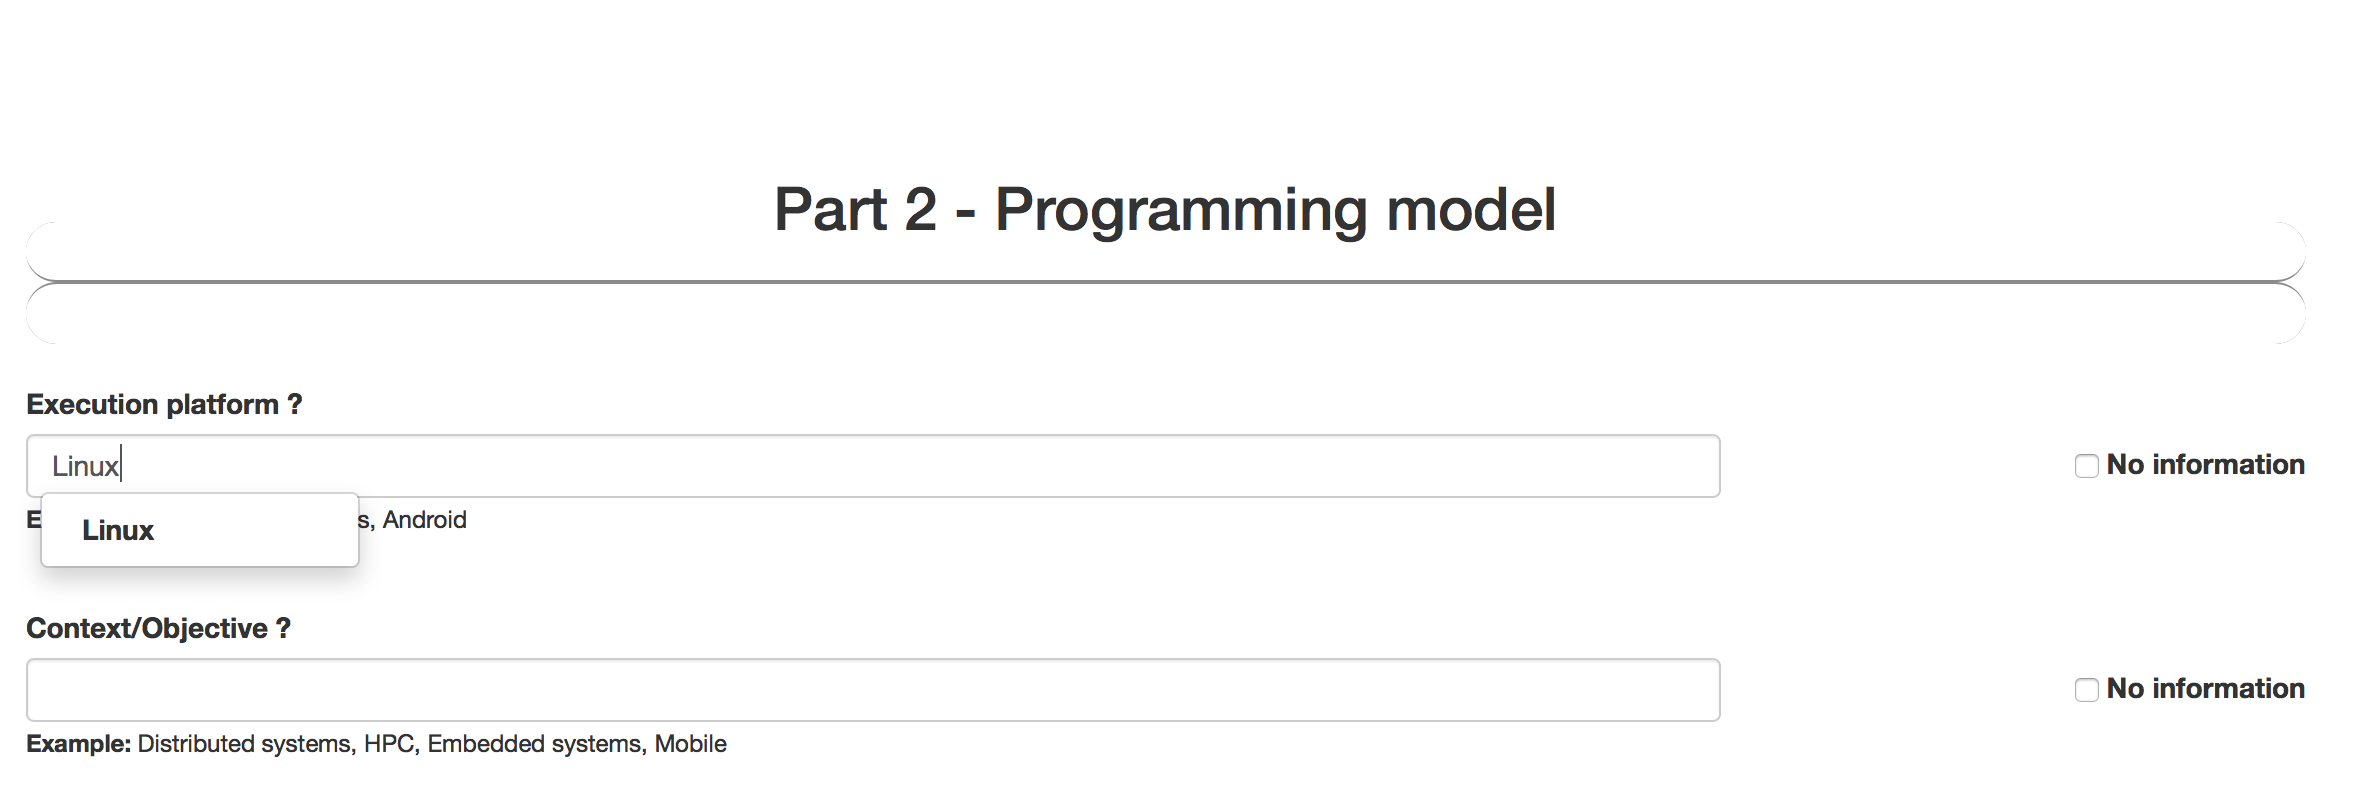 Part 2 - Programming model
Execution platform ?
Linux
No information
Linux
s, Android
Context/Objective ?
No information
Example: Distributed systems, HPC, Embedded systems, Mobile